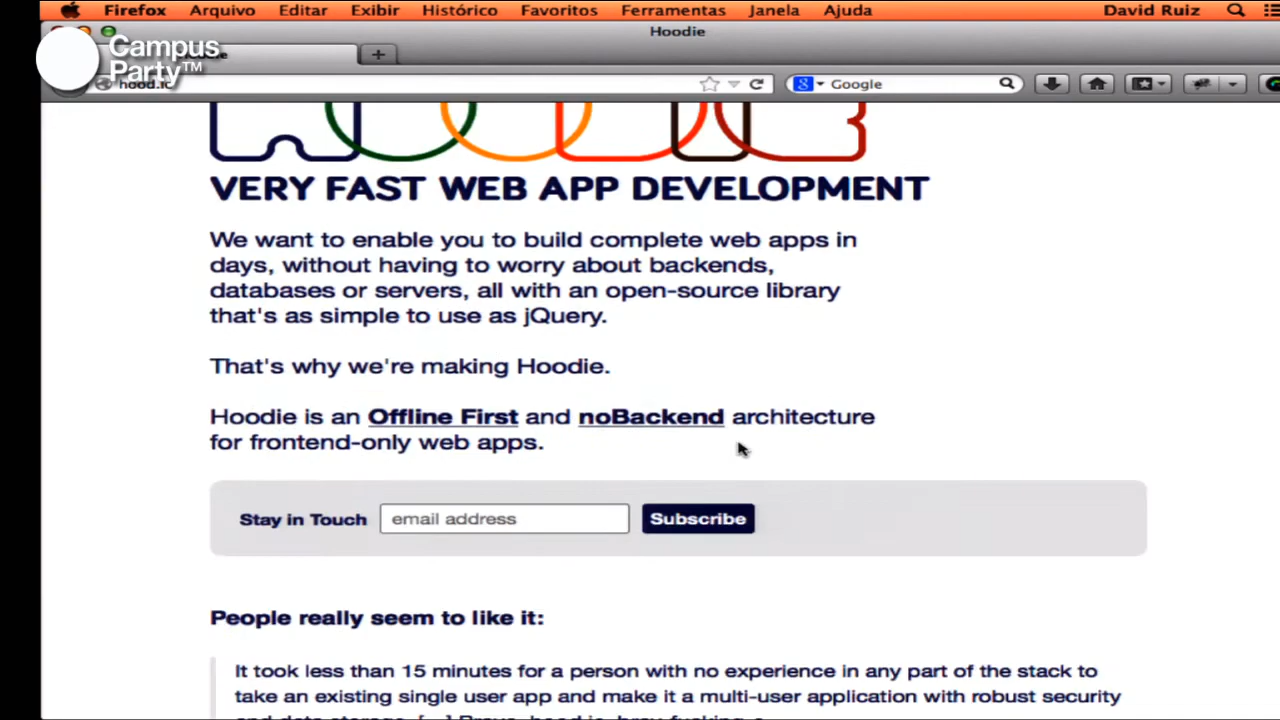 Firefox Arquivo Editar Exibir Histórico Favoritos Ferramentas Janela Ajuda David Ruiz
Hoodie
Campus
Party™
Google
VERY FAST WEB APP DEVELOPMENT
We want to enable you to build complete web apps in
days, without having to worry about backends,
databases or servers, all with an open-source library
that's as simple to use as jQuery.
That's why we're making Hoodie.
Hoodie is an Offline First and noBackend architecture
for frontend-only web apps.
Stay in Touch email address Subscribe
People really seem to like it:
It took less than 15 minutes for a person with no experience in any part of the stack to
take an existing single user app and make it a multi-user application with robust security